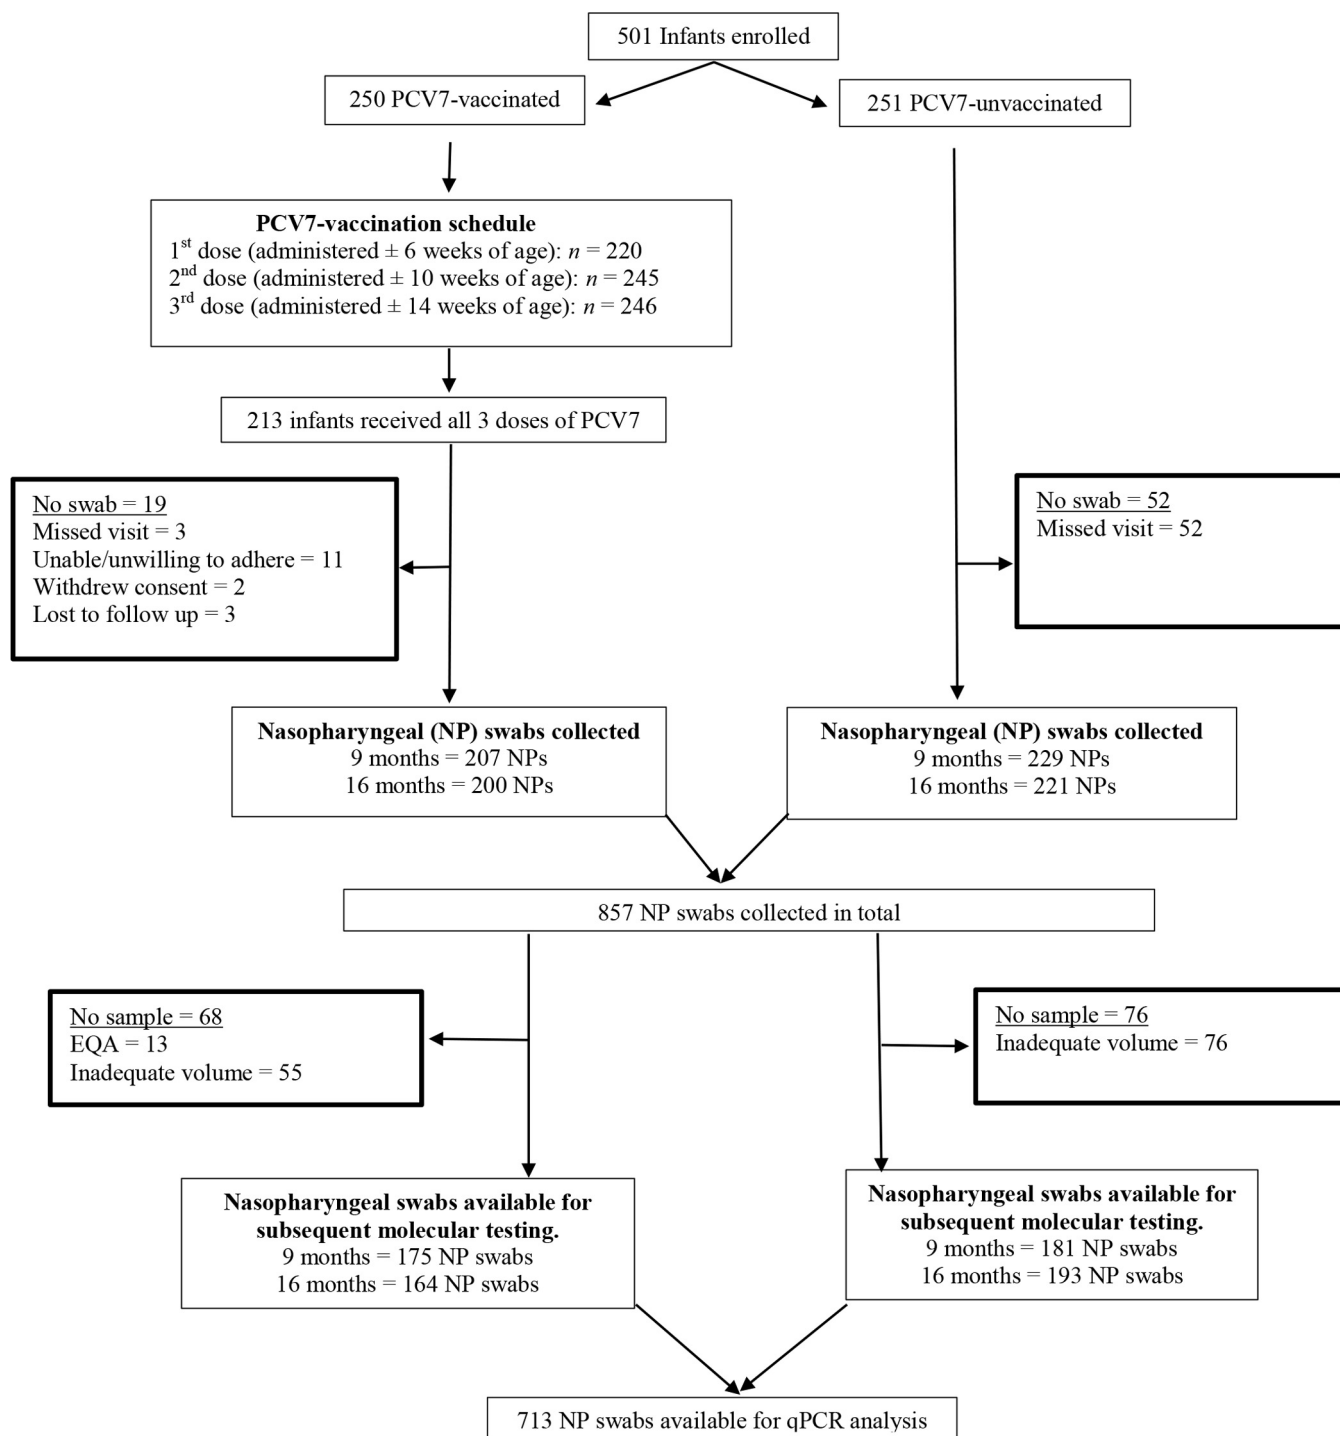 501 Infants enrolled
250 PCV7-vaccinated
251 PCV7-unvaccinated
PCV7-vaccination schedule
1st dose (administered ± 6 weeks of age): n = 220
2nd dose (administered ± 10 weeks of age): n = 245
3rd dose (administered ± 14 weeks of age): n = 246
213 infants received all 3 doses of PCV7
No swab = 19
Missed visit = 3
Unable/unwilling to adhere = 11
Withdrew consent = 2
Lost to follow up = 3
No swab = 52
Missed visit = 52
Nasopharyngeal (NP) swabs collected
9 months = 207 NPs
16 months = 200 NPs
Nasopharyngeal (NP) swabs collected
9 months = 229 NPs
16 months = 221 NPs
857 NP swabs collected in total
No sample = 68
EQA = 13
Inadequate volume = 55
No sample = 76
Inadequate volume = 76
Nasopharyngeal swabs available for
subsequent molecular testing.
9 months = 175 NP swabs
16 months = 164 NP swabs
Nasopharyngeal swabs available for
subsequent molecular testing.
9 months = 181 NP swabs
16 months = 193 NP swabs
713 NP swabs available for qPCR analysis